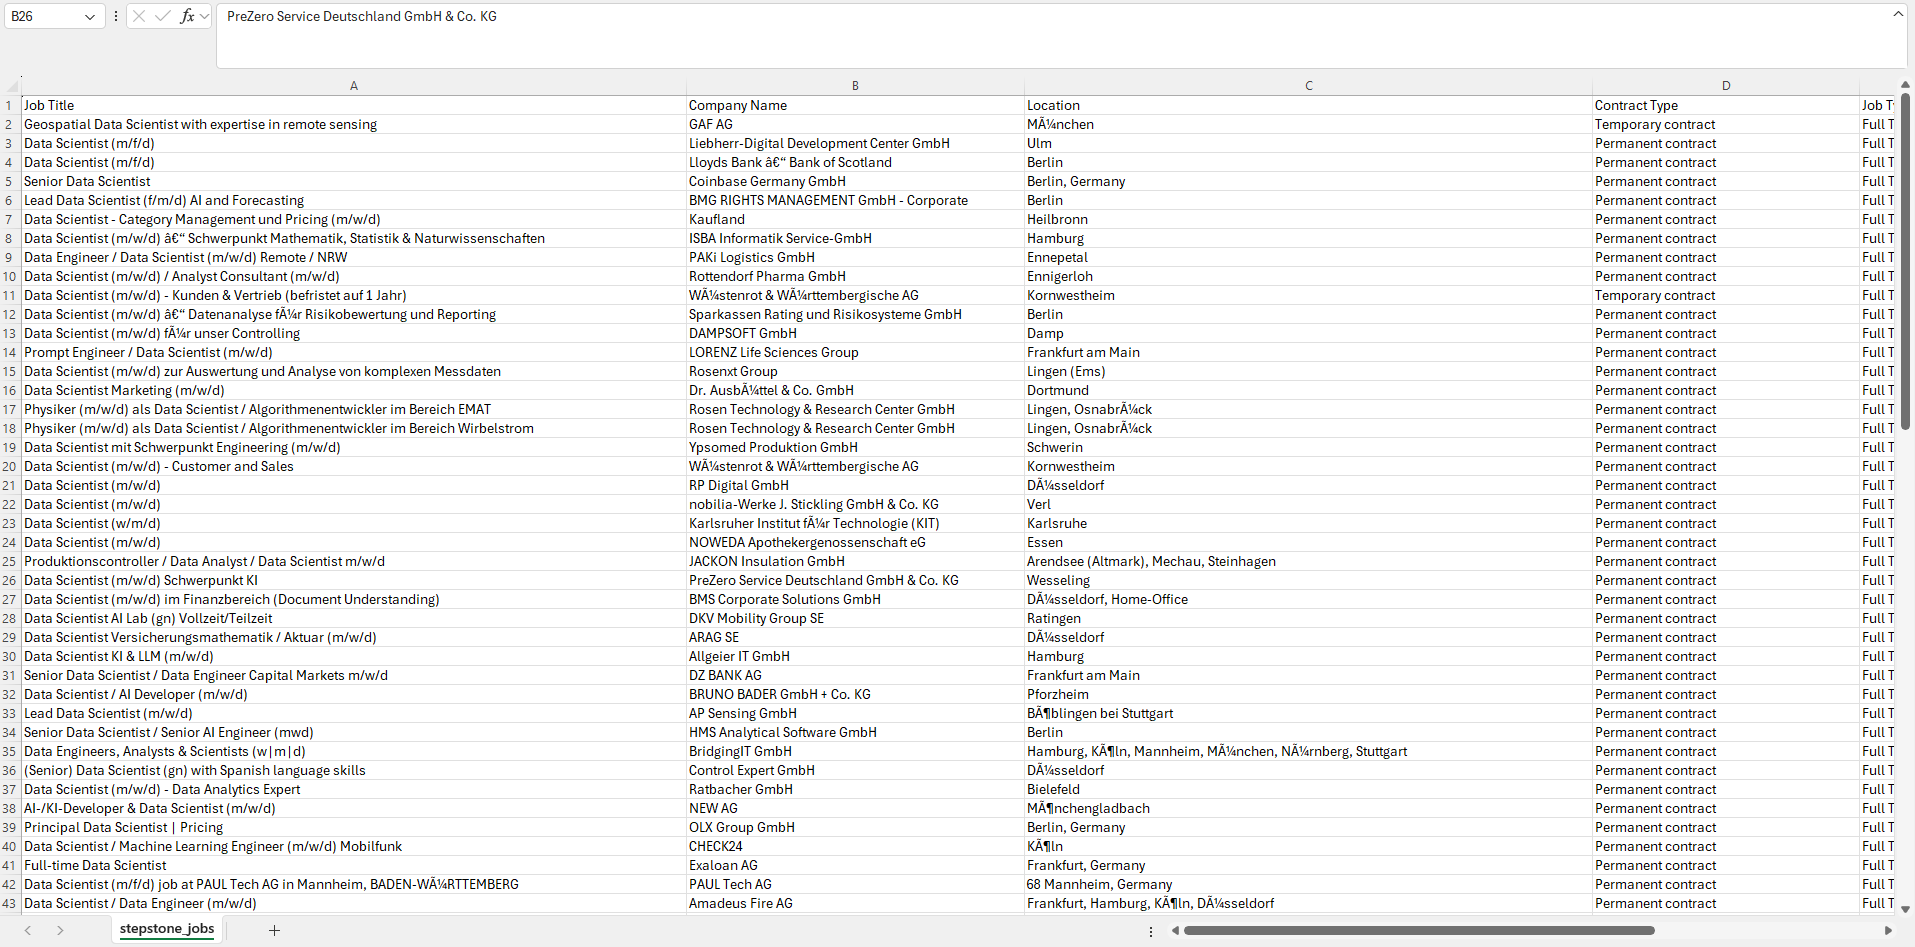 B26 fx PreZero Service Deutschland GmbH & Co. KG
A B C D
1 Job Title Company Name Location Contract Type Job T
2 Geospatial Data Scientist with expertise in remote sensing GAF AG MÃ¼nchen Temporary contract Full T
3 Data Scientist (m/f/d) Liebherr-Digital Development Center GmbH Ulm Permanent contract Full T
4 Data Scientist (m/f/d) Lloyds Bank â€“ Bank of Scotland Berlin Permanent contract Full T
5 Senior Data Scientist Coinbase Germany GmbH Berlin, Germany Permanent contract Full T
6 Lead Data Scientist (f/m/d) AI and Forecasting BMG RIGHTS MANAGEMENT GmbH - Corporate Berlin Permanent contract Full T
7 Data Scientist - Category Management und Pricing (m/w/d) Kaufland Heilbronn Permanent contract Full T
8 Data Scientist (m/w/d) â€“ Schwerpunkt Mathematik, Statistik & Naturwissenschaften ISBA Informatik Service-GmbH Hamburg Permanent contract Full T
9 Data Engineer / Data Scientist (m/w/d) Remote / NRW PAKi Logistics GmbH Ennepetal Permanent contract Full T
10 Data Scientist (m/w/d) / Analyst Consultant (m/w/d) Rottendorf Pharma GmbH Ennigerloh Permanent contract Full T
11 Data Scientist (m/w/d) - Kunden & Vertrieb (befristet auf 1 Jahr) WÃ¼stenrot & WÃ¼rttembergische AG Kornwestheim Temporary contract Full T
12 Data Scientist (m/w/d) â€“ Datenanalyse fÃ¼r Risikobewertung und Reporting Sparkassen Rating und Risikosysteme GmbH Berlin Permanent contract Full T
13 Data Scientist (m/w/d) fÃ¼r unser Controlling DAMPSOFT GmbH Damp Permanent contract Full T
14 Prompt Engineer / Data Scientist (m/w/d) LORENZ Life Sciences Group Frankfurt am Main Permanent contract Full T
15 Data Scientist (m/w/d) zur Auswertung und Analyse von komplexen Messdaten Rosenxt Group Lingen (Ems) Permanent contract Full T
16 Data Scientist Marketing (m/w/d) Dr. AusbÃ¼ttel & Co. GmbH Dortmund Permanent contract Full T
17 Physiker (m/w/d) als Data Scientist / Algorithmenentwickler im Bereich EMAT Rosen Technology & Research Center GmbH Lingen, OsnabrÃ¼ck Permanent contract Full T
18 Physiker (m/w/d) als Data Scientist / Algorithmenentwickler im Bereich Wirbelstrom Rosen Technology & Research Center GmbH Lingen, OsnabrÃ¼ck Permanent contract Full T
19 Data Scientist mit Schwerpunkt Engineering (m/w/d) Ypsomed Produktion GmbH Schwerin Permanent contract Full T
20 Data Scientist (m/w/d) - Customer and Sales WÃ¼stenrot & WÃ¼rttembergische AG Kornwestheim Permanent contract Full T
21 Data Scientist (m/w/d) RP Digital GmbH DÃ¼sseldorf Permanent contract Full T
22 Data Scientist (m/w/d) nobilia-Werke J. Stickling GmbH & Co. KG Verl Permanent contract Full T
23 Data Scientist (w/m/d) Karlsruher Institut fÃ¼r Technologie (KIT) Karlsruhe Permanent contract Full T
24 Data Scientist (m/w/d) NOWEDA Apothekergenossenschaft eG Essen Permanent contract Full T
25 Produktionscontroller / Data Analyst / Data Scientist m/w/d JACKON Insulation GmbH Arendsee (Altmark), Mechau, Steinhagen Permanent contract Full T
26 Data Scientist (m/w/d) Schwerpunkt KI PreZero Service Deutschland GmbH & Co. KG Wesseling Permanent contract Full T
27 Data Scientist (m/w/d) im Finanzbereich (Document Understanding) BMS Corporate Solutions GmbH DÃ¼sseldorf, Home-Office Permanent contract Full T
28 Data Scientist AI Lab (gn) Vollzeit/Teilzeit DKV Mobility Group SE Ratingen Permanent contract Full T
29 Data Scientist Versicherungsmathematik / Aktuar (m/w/d) ARAG SE DÃ¼sseldorf Permanent contract Full T
30 Data Scientist KI & LLM (m/w/d) Allgeier IT GmbH Hamburg Permanent contract Full T
31 Senior Data Scientist / Data Engineer Capital Markets m/w/d DZ BANK AG Frankfurt am Main Permanent contract Full T
32 Data Scientist / AI Developer (m/w/d) BRUNO BADER GmbH + Co. KG Pforzheim Permanent contract Full T
33 Lead Data Scientist (m/w/d) AP Sensing GmbH BÃ¶blingen bei Stuttgart Permanent contract Full T
34 Senior Data Scientist / Senior AI Engineer (mwd) HMS Analytical Software GmbH Berlin Permanent contract Full T
35 Data Engineers, Analysts & Scientists (w|m|d) BridgingIT GmbH Hamburg, KÃ¶ln, Mannheim, MÃ¼nchen, NÃ¼rnberg, Stuttgart Permanent contract Full T
36 (Senior) Data Scientist (gn) with Spanish language skills Control Expert GmbH DÃ¼sseldorf Permanent contract Full T
37 Data Scientist (m/w/d) - Data Analytics Expert Ratbacher GmbH Bielefeld Permanent contract Full T
38 AI-/KI-Developer & Data Scientist (m/w/d) NEW AG MÃ¶nchengladbach Permanent contract Full T
39 Principal Data Scientist | Pricing OLX Group GmbH Berlin, Germany Permanent contract Full T
40 Data Scientist / Machine Learning Engineer (m/w/d) Mobilfunk CHECK24 KÃ¶ln Permanent contract Full T
41 Full-time Data Scientist Exaloan AG Frankfurt, Germany Permanent contract Full T
42 Data Scientist (m/f/d) job at PAUL Tech AG in Mannheim, BADEN-WÃ¼RTTEMBERG PAUL Tech AG 68 Mannheim, Germany Permanent contract Full T
43 Data Scientist / Data Engineer (m/w/d) Amadeus Fire AG Frankfurt, Hamburg, KÃ¶ln, DÃ¼sseldorf Permanent contract Full T
stepstone_jobs